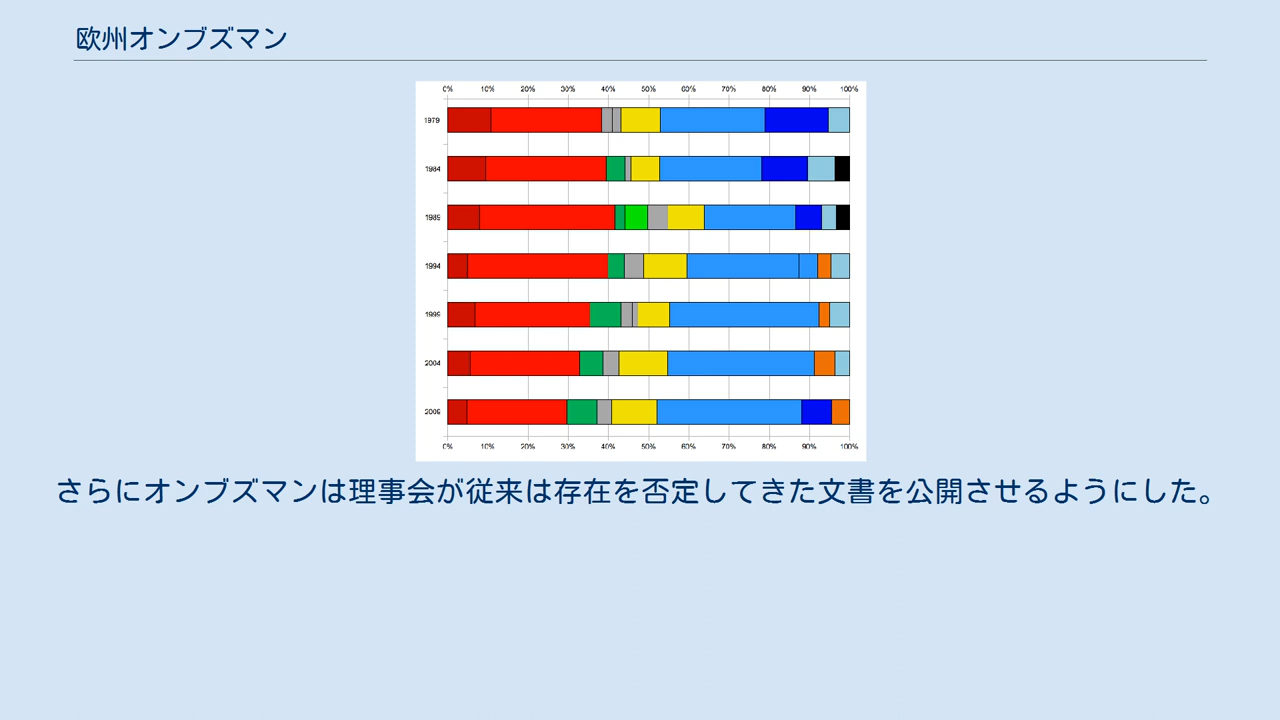 欧州オンブズマン
0% 10% 20% 30% 40% 50% 60% 70% 80% 90% 100%
1979
1984
1989
1994
1999
2004
2009
0% 10% 20% 30% 40% 50% 60% 70% 80% 90% 100%
さらにオンブズマンは理事会が従来は存在を否定してきた文書を公開させるようにした。